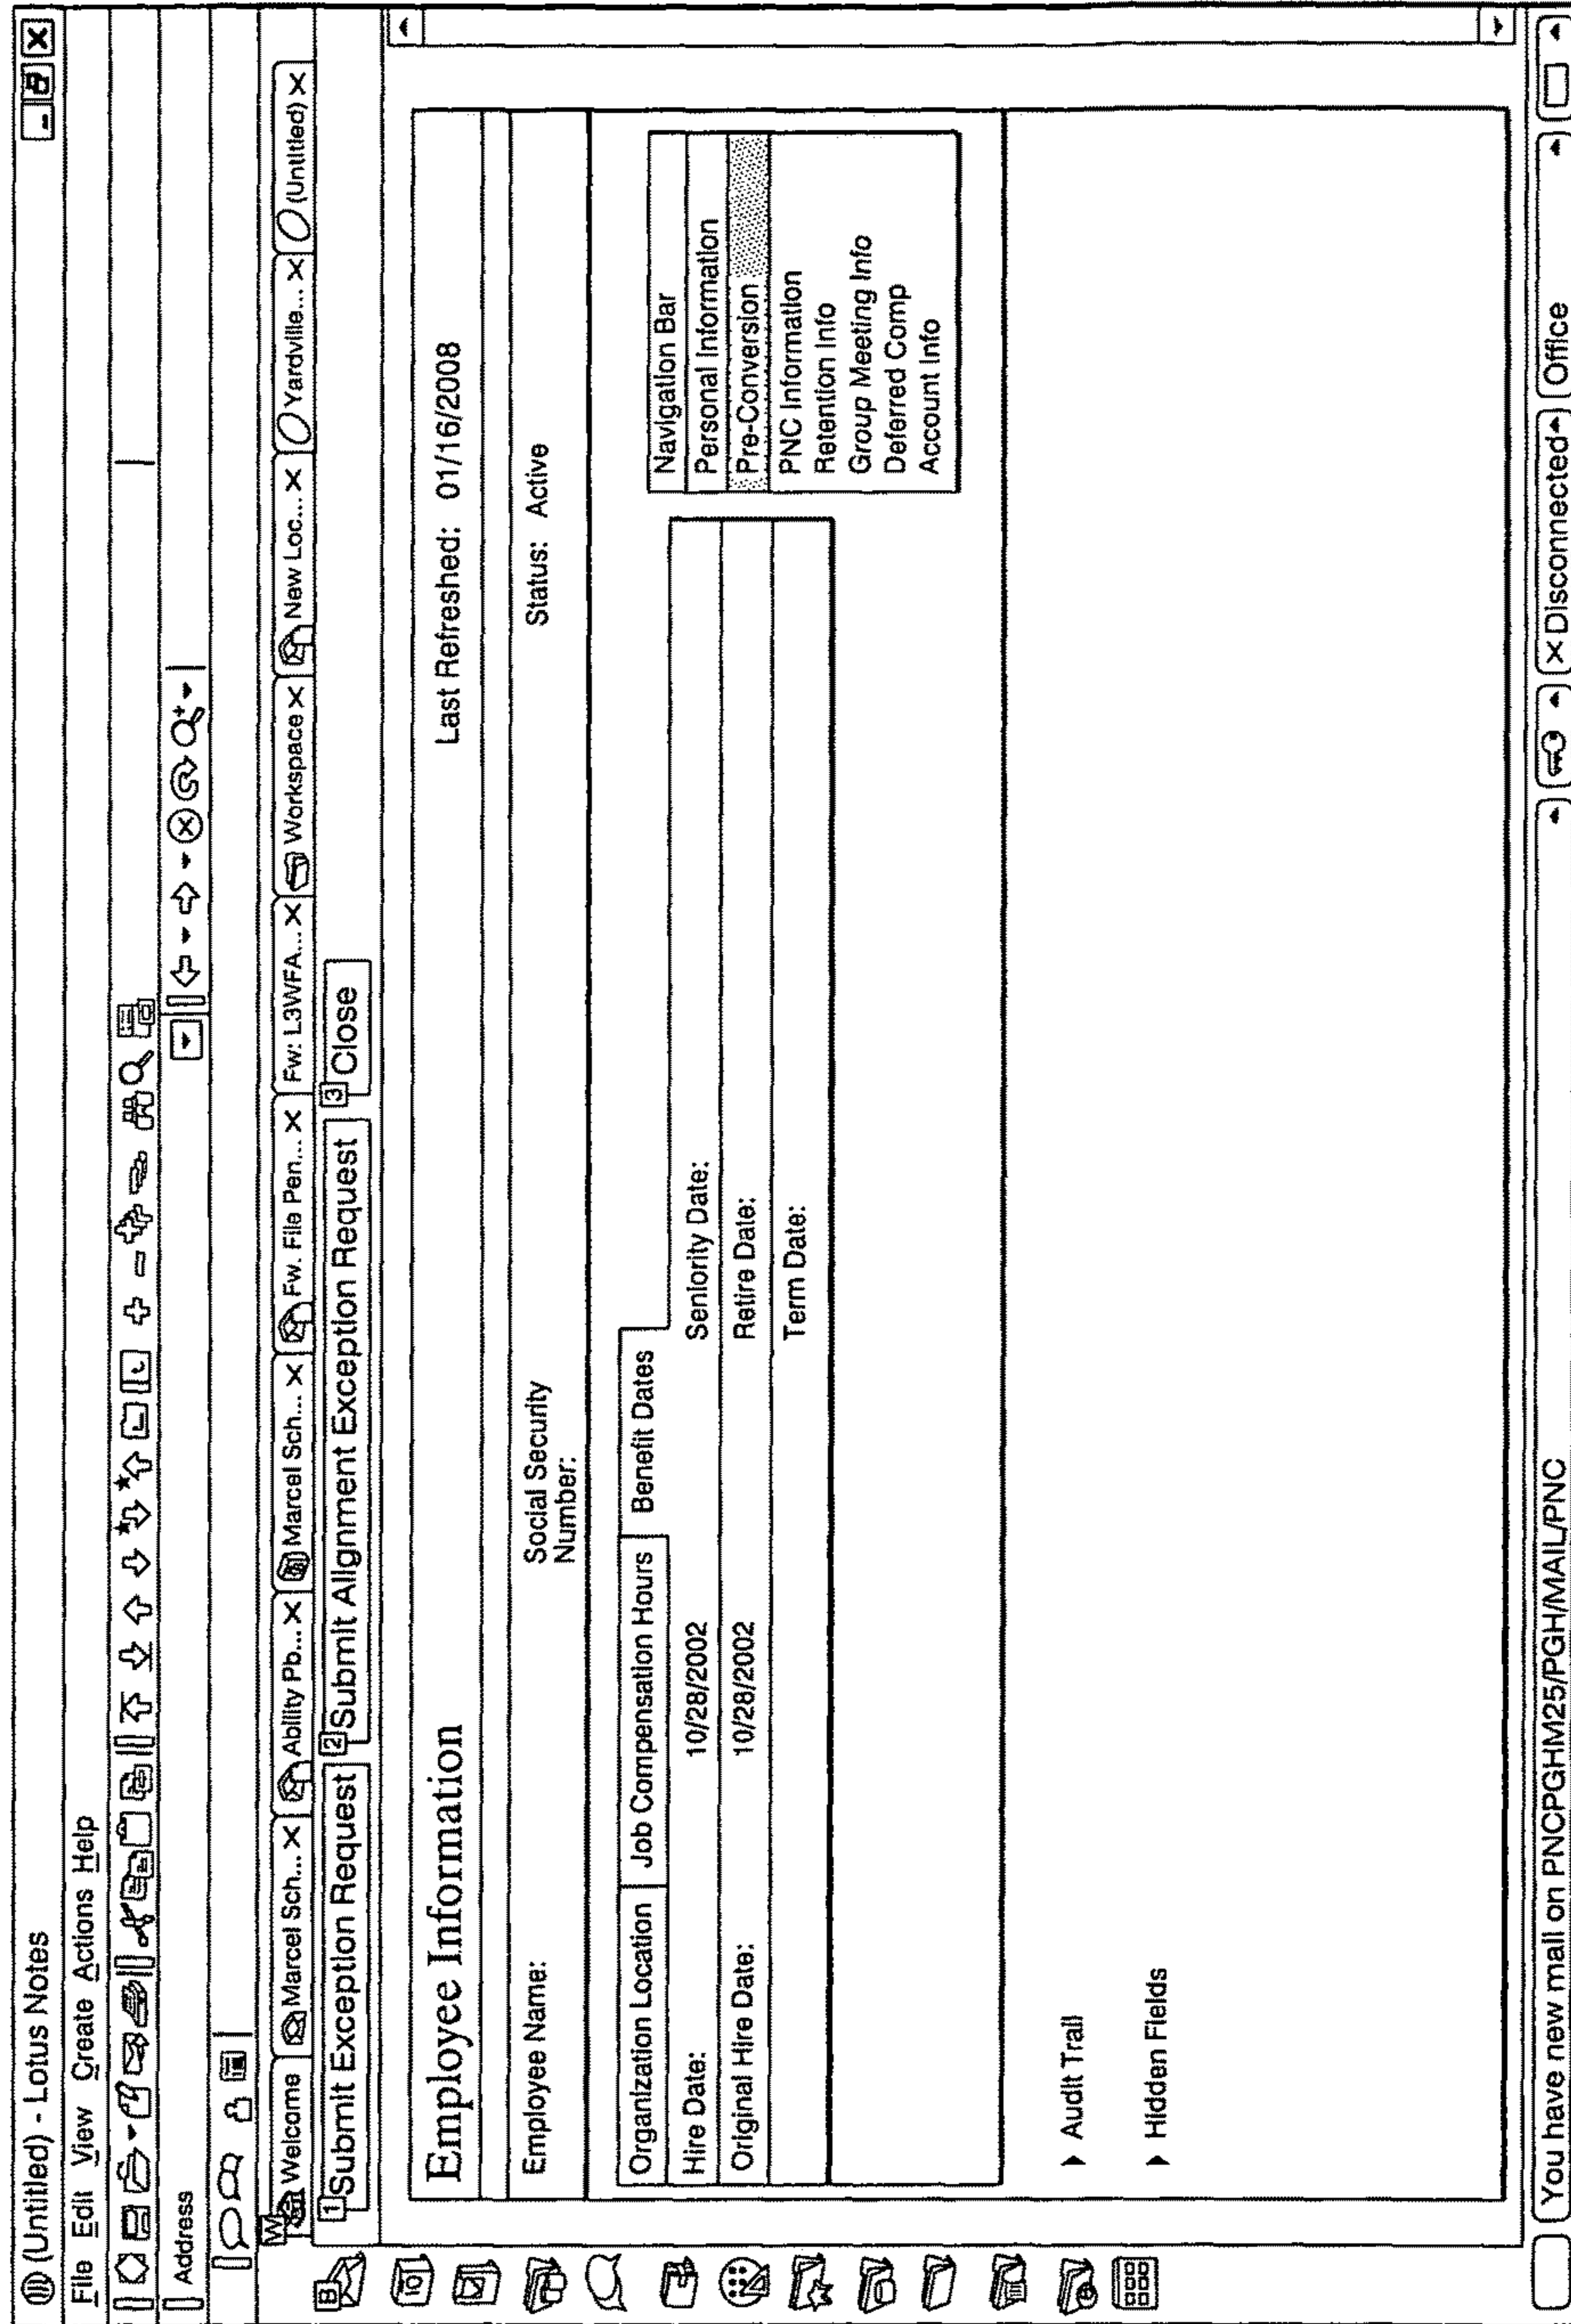 (Untitled) - Lotus Notes
File Edit View Create Actions Help
Address
W Welcome Marcel Sch... X Ability Pb... X Marcel Sch... X Fw. File Pen... X Fw: L3WFA... X Workspace X New Loc... X Yardville... X (Untitled) X
1 Submit Exception Request 2 Submit Alignment Exception Request 3 Close
B
10
Employee Information Last Refreshed: 01/16/2008
Employee Name: Social Security Status: Active
Number:
Organization Location Job Compensation Hours Benefit Dates
Hire Date: 10/28/2002 Seniority Date:
Original Hire Date: 10/28/2002 Retire Date:
Term Date:
Navigation Bar
Personal Information
Pre-Conversion
PNC Information
Retention Info
Group Meeting Info
Deferred Comp
Account Info
Audit Trail
Hidden Fields
You have new mail on PNCPGHM25/PGH/MAIL/PNC X Disconnected Office